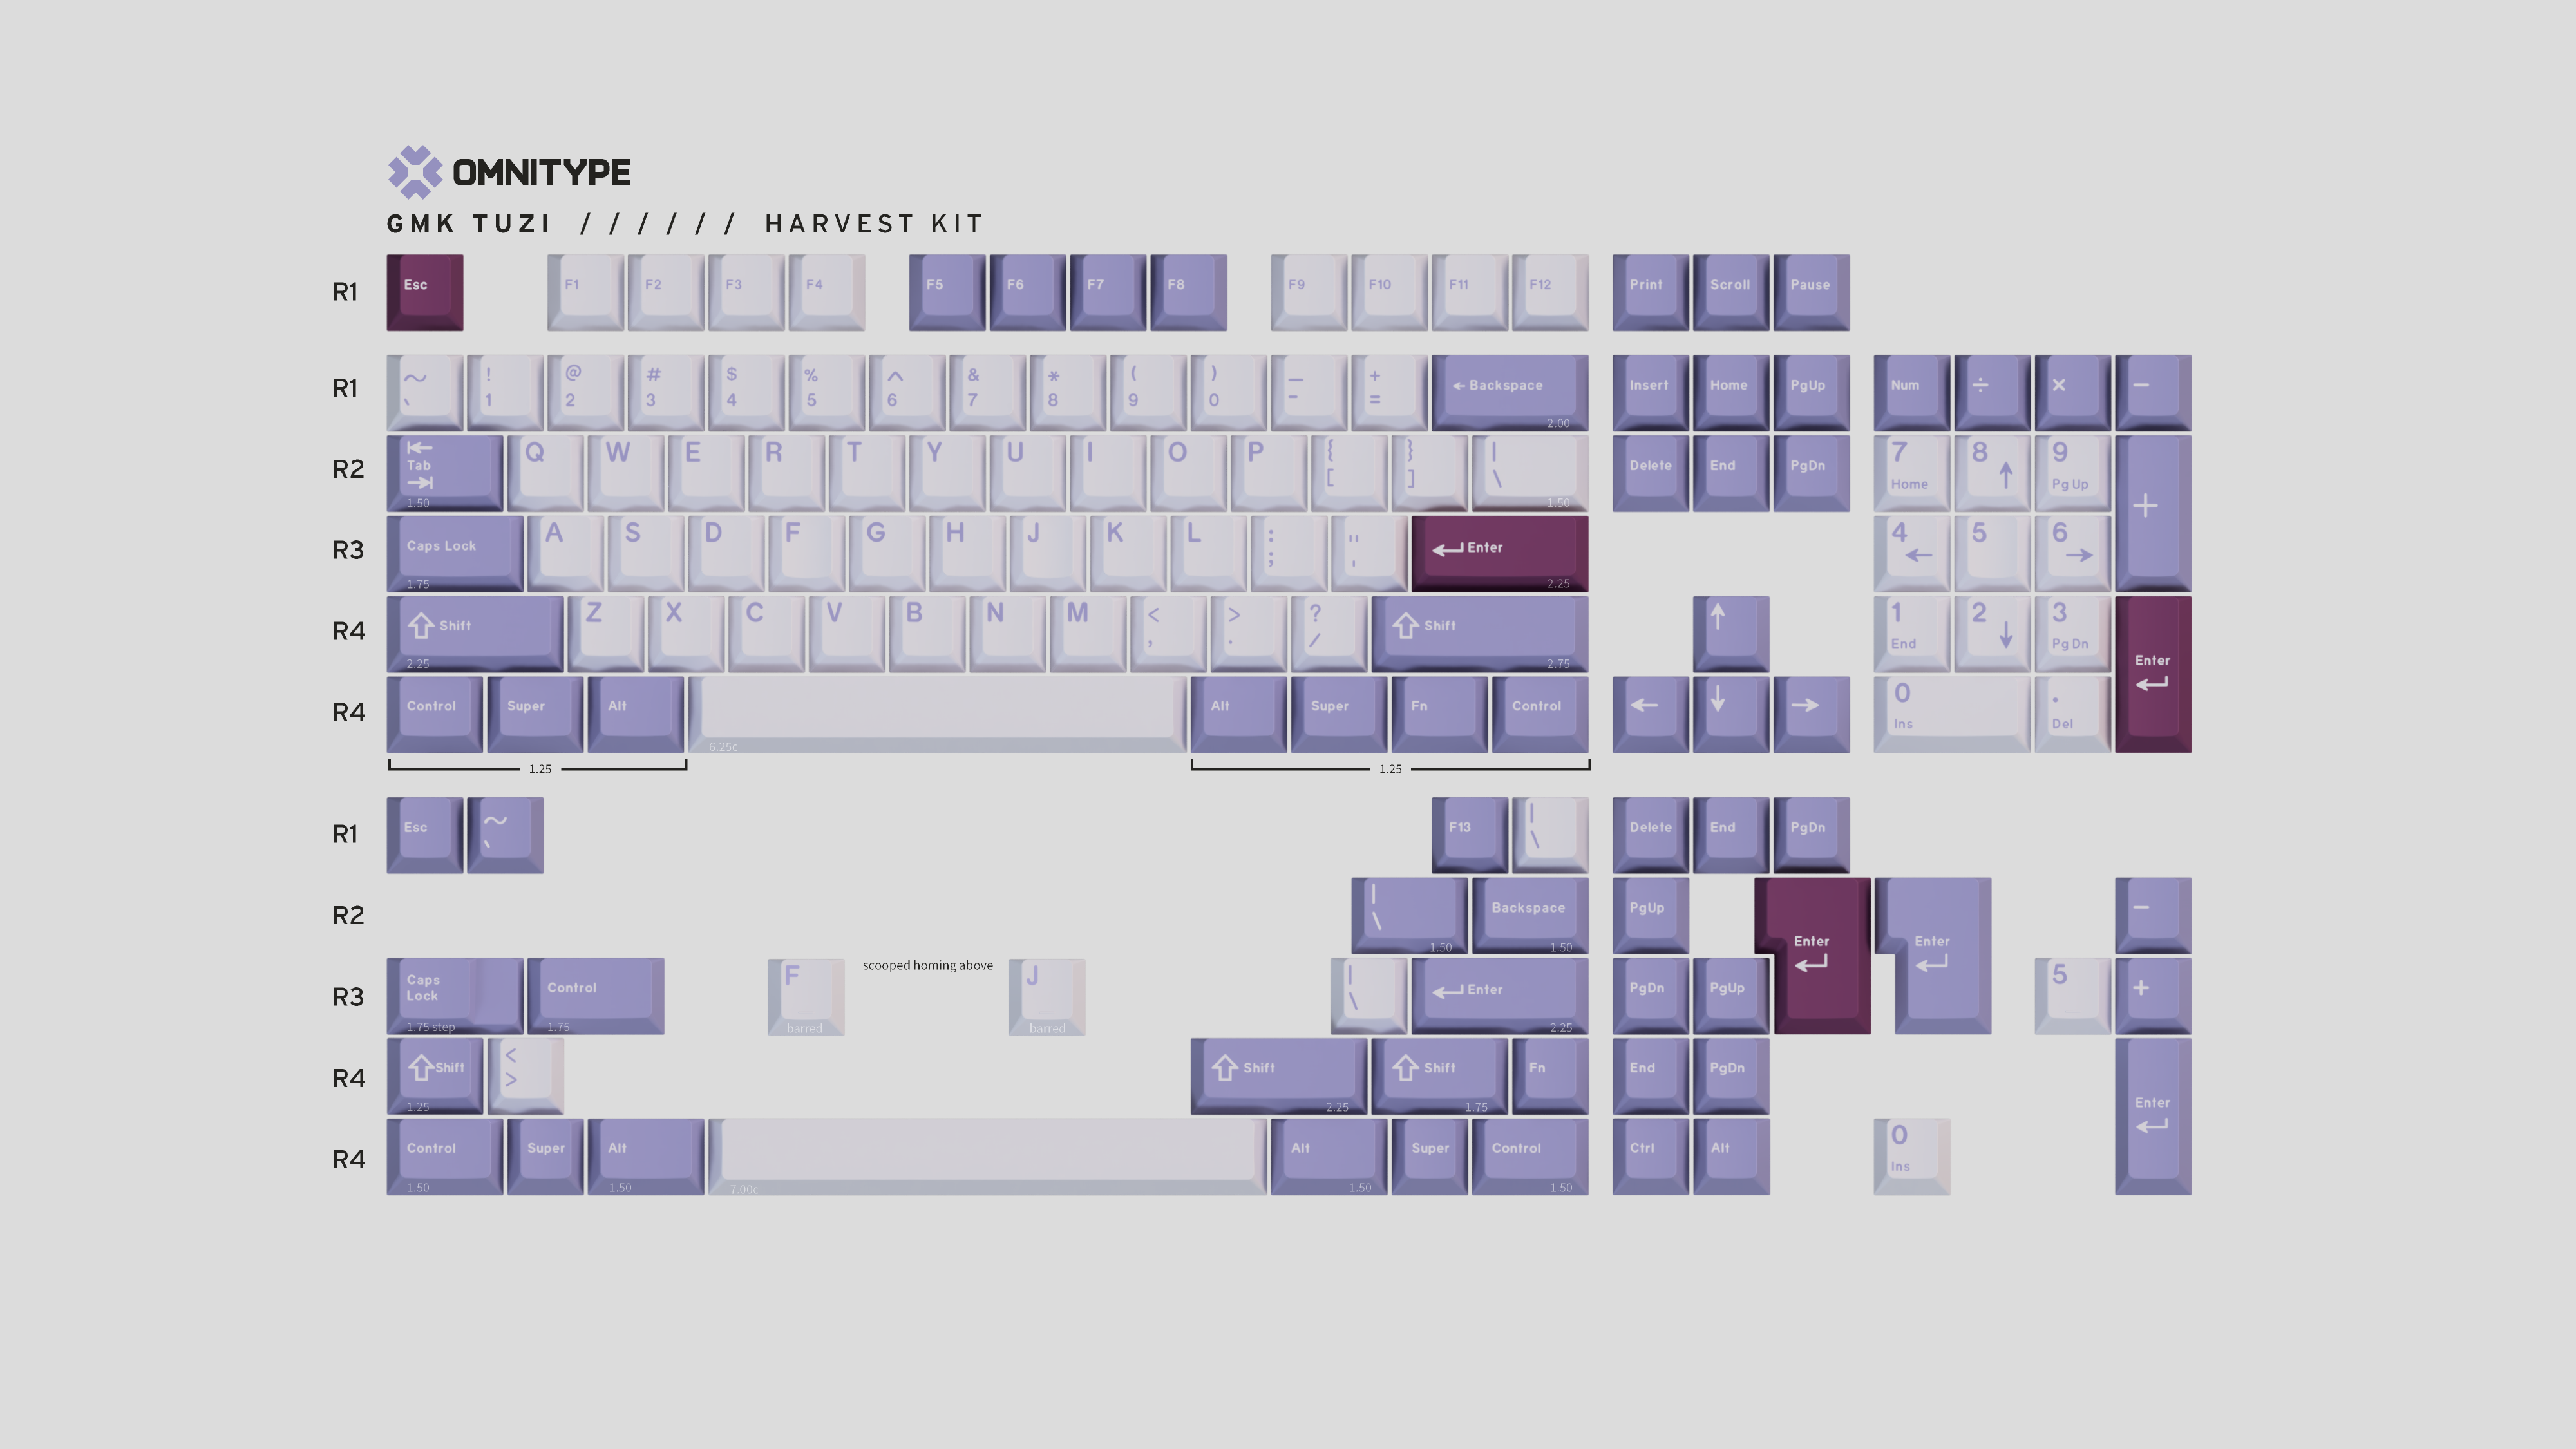 OMNITYPE
GMK TUZI / / / / / / HARVEST KIT
R1 Esc F1 F2 F3 F4 F5 F6 F7 F8 F9 F10 F11 F12 Print Scroll Pause
R1 ~ ` ! 1 @ 2 # 3 $ 4 % 5 ^ 6 & 7 * 8 ( 9 ) 0 _ - + = ← Backspace 2.00 Insert Home PgUp Num ÷ × −
R2 ⇤ Tab ⇥ 1.50 Q W E R T Y U I O P { [ } ] | \ 1.50 Delete End PgDn 7 Home 8 ↑ 9 Pg Up +
R3 Caps Lock 1.75 A S D F G H J K L : ; " ' ↵ Enter 2.25 4 ← 5 6 →
R4 ⇧ Shift 2.25 Z X C V B N M < , > . ? / ⇧ Shift 2.75 ↑ 1 End 2 ↓ 3 Pg Dn Enter ↵
R4 Control Super Alt 6.25c Alt Super Fn Control ← ↓ → 0 Ins . Del
1.25 1.25
R1 Esc ~ ` F13 | \ Delete End PgDn
R2 | \ 1.50 Backspace 1.50 PgUp Enter ↵ Enter ↵ −
R3 Caps Lock 1.75 step Control 1.75 F barred scooped homing above J barred | \ ↵ Enter 2.25 PgDn PgUp 5 +
R4 ⇧ Shift 1.25 < > ⇧ Shift 2.25 ⇧ Shift 1.75 Fn End PgDn Enter ↵
R4 Control 1.50 Super Alt 1.50 7.00c Alt 1.50 Super Control 1.50 Ctrl Alt 0 Ins